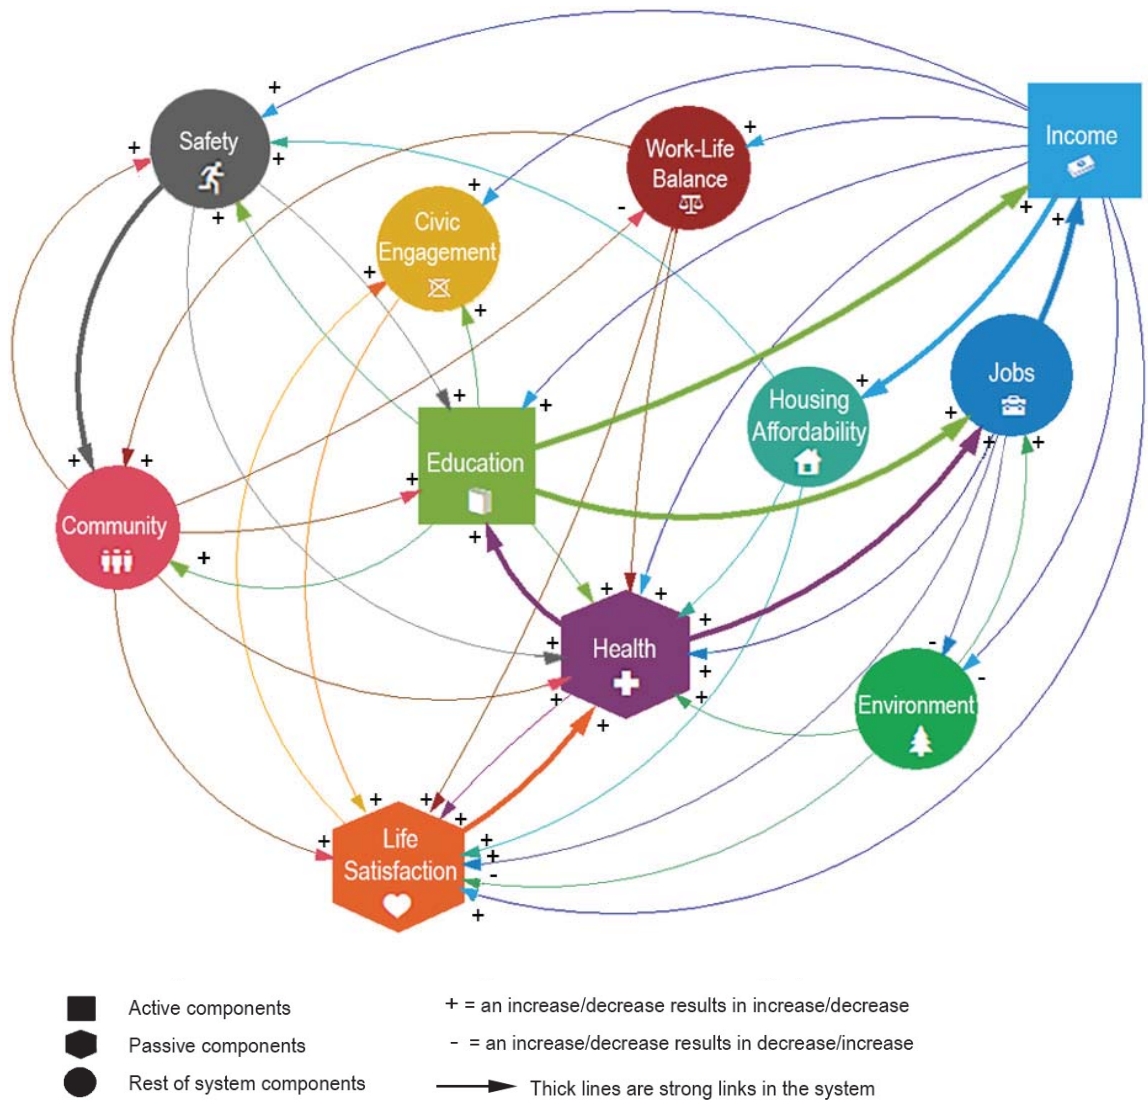 Safety
Work-Life
Balance
Income
Civic
Engagement
Jobs
Housing
Affordability
Education
Community
Health
Environment
Life
Satisfaction
Active components
+ = an increase/decrease results in increase/decrease
Passive components
- = an increase/decrease results in decrease/increase
Rest of system components
Thick lines are strong links in the system